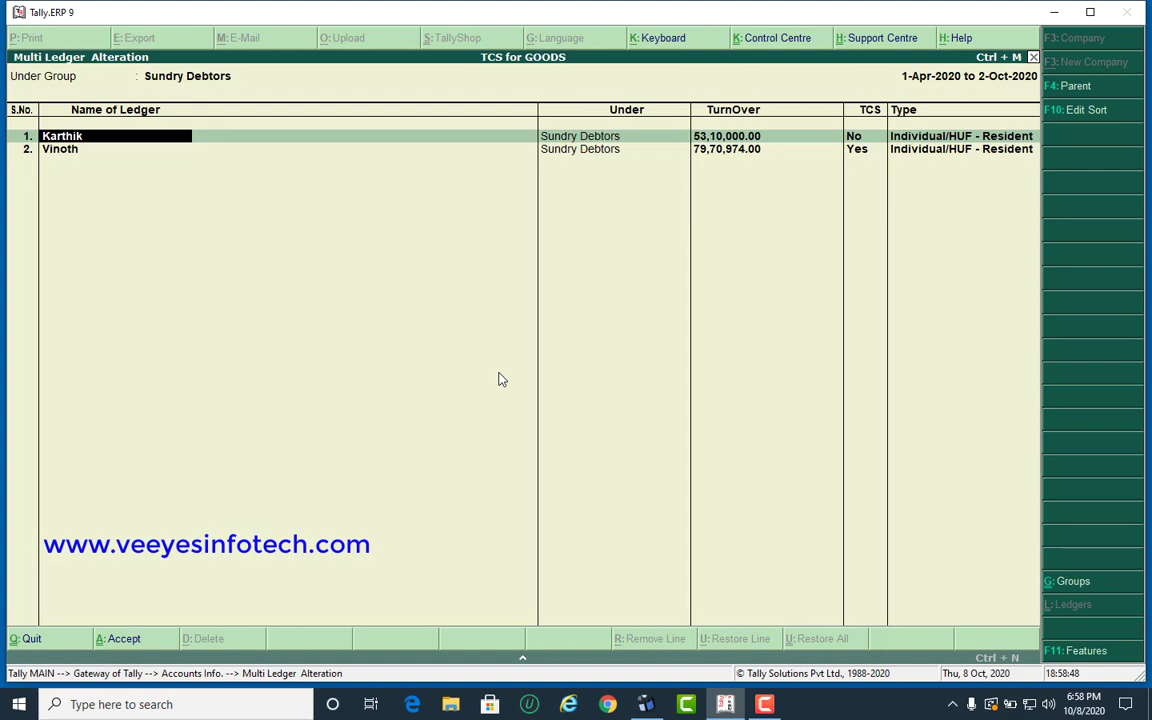 Tally.ERP 9
P: Print E: Export M: E-Mail O: Upload S: TallyShop G: Language K: Keyboard K: Control Centre H: Support Centre H: Help
F3: Company
Multi Ledger Alteration TCS for GOODS Ctrl + M
F3: New Company
Under Group : Sundry Debtors 1-Apr-2020 to 2-Oct-2020
F4: Parent
S.No. Name of Ledger Under TurnOver TCS Type
F10: Edit Sort
1. Karthik Sundry Debtors 53,10,000.00 No Individual/HUF - Resident
2. Vinoth Sundry Debtors 79,70,974.00 Yes Individual/HUF - Resident
www.veeyesinfotech.com
G: Groups
L: Ledgers
Q: Quit A: Accept D: Delete R: Remove Line U: Restore Line U: Restore All
F11: Features
Ctrl + N
Tally MAIN --> Gateway of Tally --> Accounts Info. --> Multi Ledger Alteration © Tally Solutions Pvt Ltd., 1988-2020 Thu, 8 Oct, 2020 18:58:48
Type here to search
6:58 PM
10/8/2020